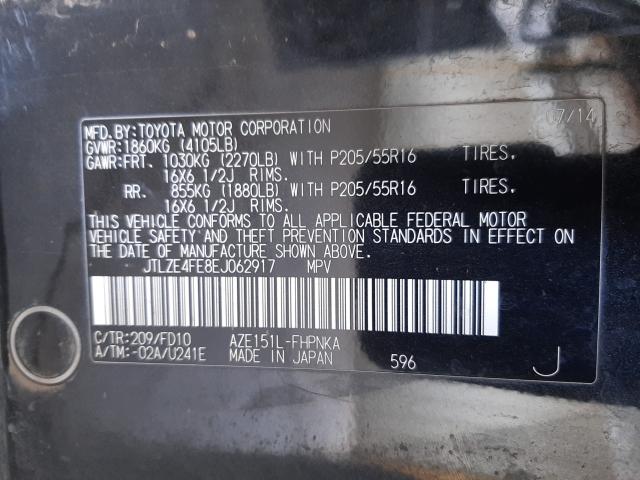 MFD.BY:TOYOTA MOTOR CORPORATION 07/14
GVWR:1860KG (4105LB)
GAWR:FRT. 1030KG (2270LB) WITH P205/55R16 TIRES.
16X6 1/2J RIMS.
RR. 855KG (1880LB) WITH P205/55R16 TIRES.
16X6 1/2J RIMS.
THIS VEHICLE CONFORMS TO ALL APPLICABLE FEDERAL MOTOR
VEHICLE SAFETY AND THEFT PREVENTION STANDARDS IN EFFECT ON
THE DATE OF MANUFACTURE SHOWN ABOVE.
JTLZE4FE8EJ062917 MPV
C/TR:209/FD10 AZE151L-FHPNKA
A/TM:-02A/U241E MADE IN JAPAN 596 J